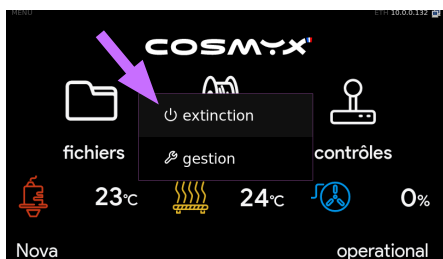 MENU
ETH 10.0.0.132
COSMYX
extinction
fichiers
contrôles
gestion
23°C
24°C
0%
Nova
operational